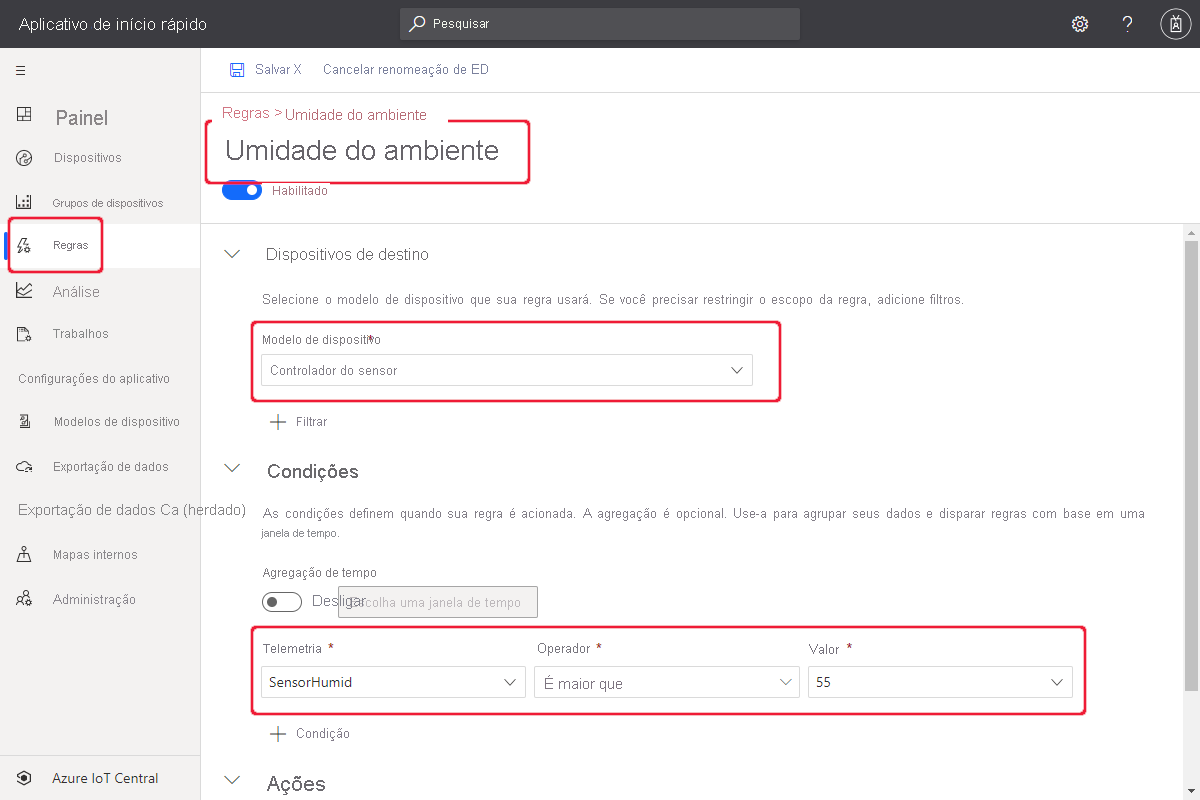 Aplicativo de início rápido
Pesquisar
?
Salvar X
Cancelar renomeação de ED
Painel
Dispositivos
Grupos de dispositivos
Regras
Análise
Trabalhos
Configurações do aplicativo
Modelos de dispositivo
Exportação de dados
Exportação de dados Ca (herdado)
Mapas internos
Administração
Azure IoT Central
Regras > Umidade do ambiente
Umidade do ambiente
Habilitado
Dispositivos de destino
Selecione o modelo de dispositivo que sua regra usará. Se você precisar restringir o escopo da regra, adicione filtros.
Modelo de dispositivo *
Controlador do sensor
Filtrar
Condições
As condições definem quando sua regra é acionada. A agregação é opcional. Use-a para agrupar seus dados e disparar regras com base em uma
janela de tempo.
Agregação de tempo
Desligar
Escolha uma janela de tempo
Telemetria * Operador * Valor *
SensorHumid É maior que 55
Condição
Ações